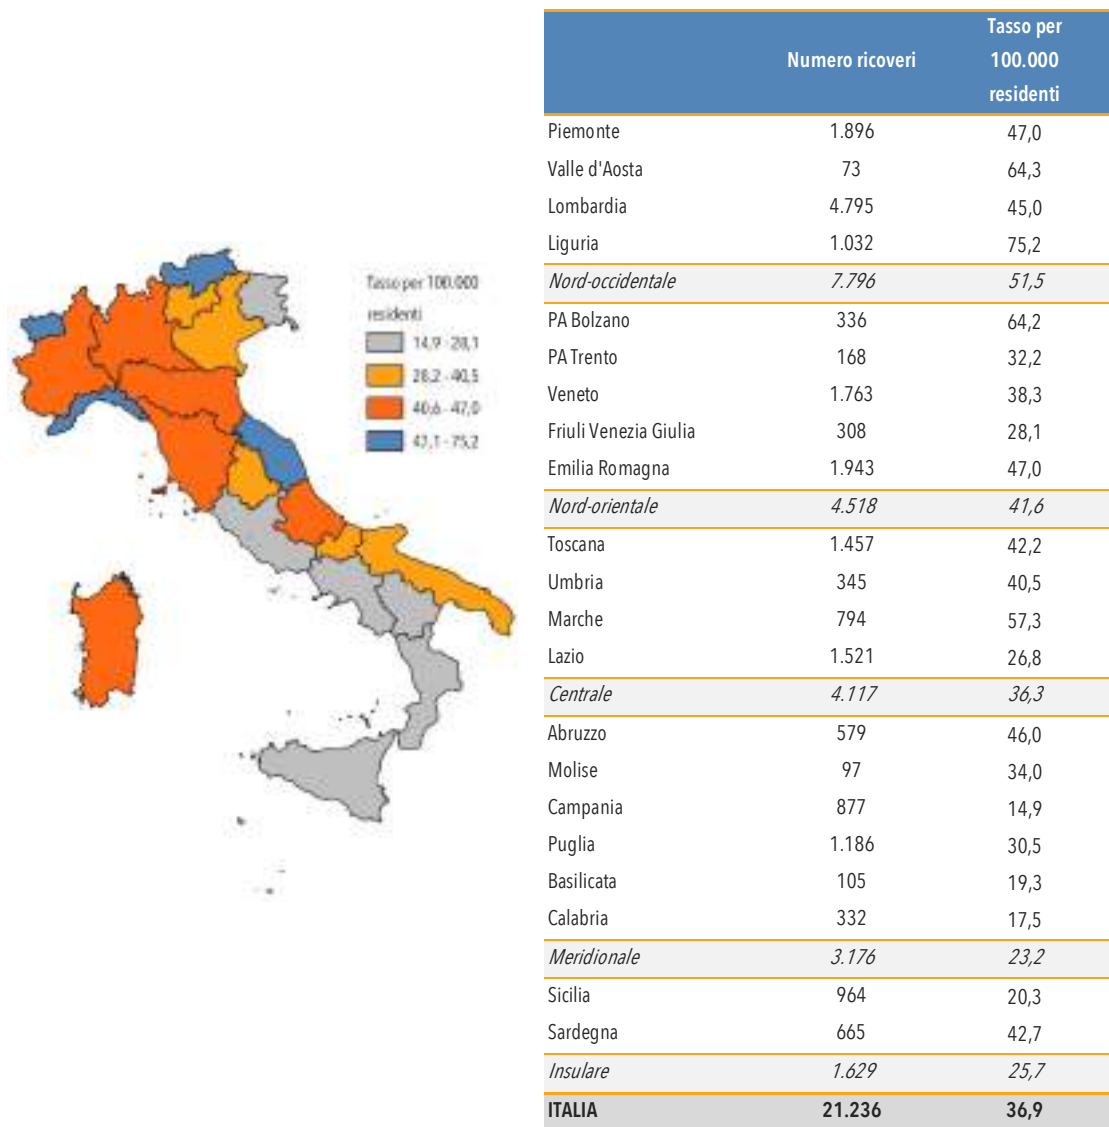 Tasso per 100.000
residenti
14,9 - 28,1
28,2 - 40,5
40,6 - 47,0
47,1 - 75,2
Numero ricoveri Tasso per 100.000 residenti
Piemonte 1.896 47,0
Valle d'Aosta 73 64,3
Lombardia 4.795 45,0
Liguria 1.032 75,2
Nord-occidentale 7.796 51,5
PA Bolzano 336 64,2
PA Trento 168 32,2
Veneto 1.763 38,3
Friuli Venezia Giulia 308 28,1
Emilia Romagna 1.943 47,0
Nord-orientale 4.518 41,6
Toscana 1.457 42,2
Umbria 345 40,5
Marche 794 57,3
Lazio 1.521 26,8
Centrale 4.117 36,3
Abruzzo 579 46,0
Molise 97 34,0
Campania 877 14,9
Puglia 1.186 30,5
Basilicata 105 19,3
Calabria 332 17,5
Meridionale 3.176 23,2
Sicilia 964 20,3
Sardegna 665 42,7
Insulare 1.629 25,7
ITALIA 21.236 36,9